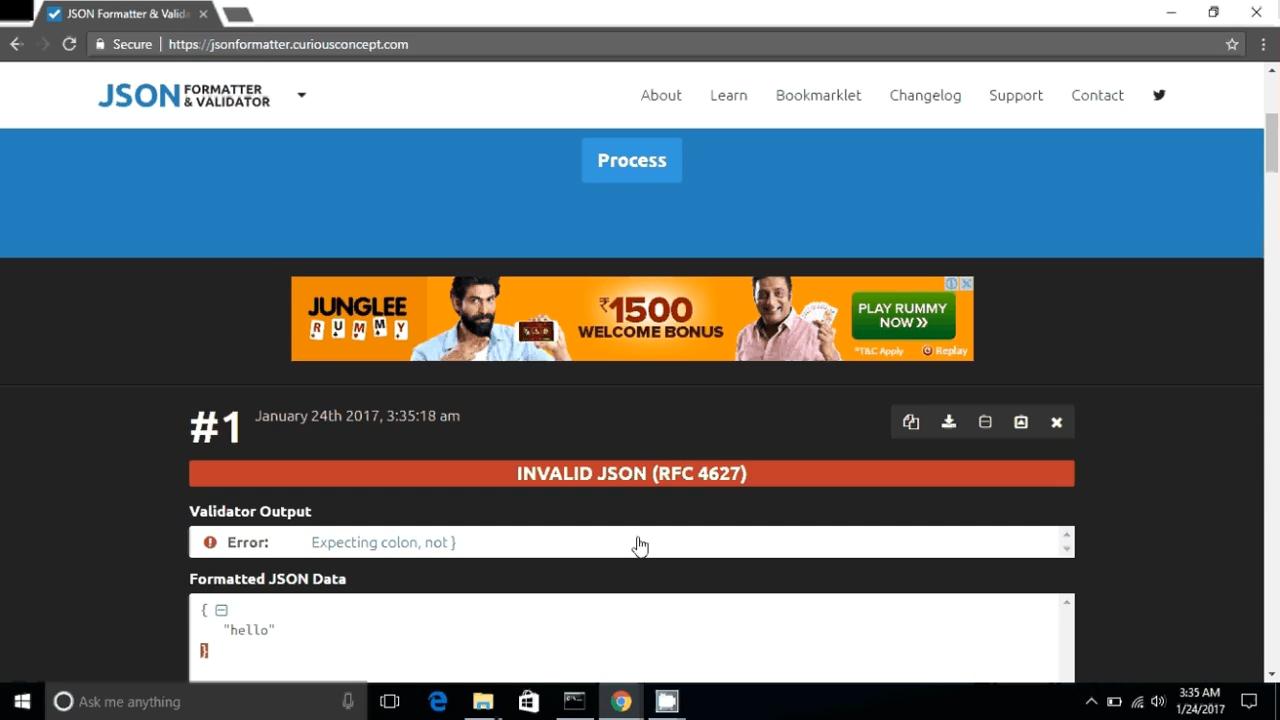 JSON Formatter & Valida
Secure
https://jsonformatter.curiousconcept.com
JSON FORMATTER & VALIDATOR
About
Learn
Bookmarklet
Changelog
Support
Contact
Process
JUNGLEE
RUMMY
₹1500
WELCOME BONUS
PLAY RUMMY
NOW
*T&C Apply
Replay
#1
January 24th 2017, 3:35:18 am
INVALID JSON (RFC 4627)
Validator Output
Error:
Expecting colon, not }
Formatted JSON Data
{
"hello"
}
Ask me anything
3:35 AM
1/24/2017